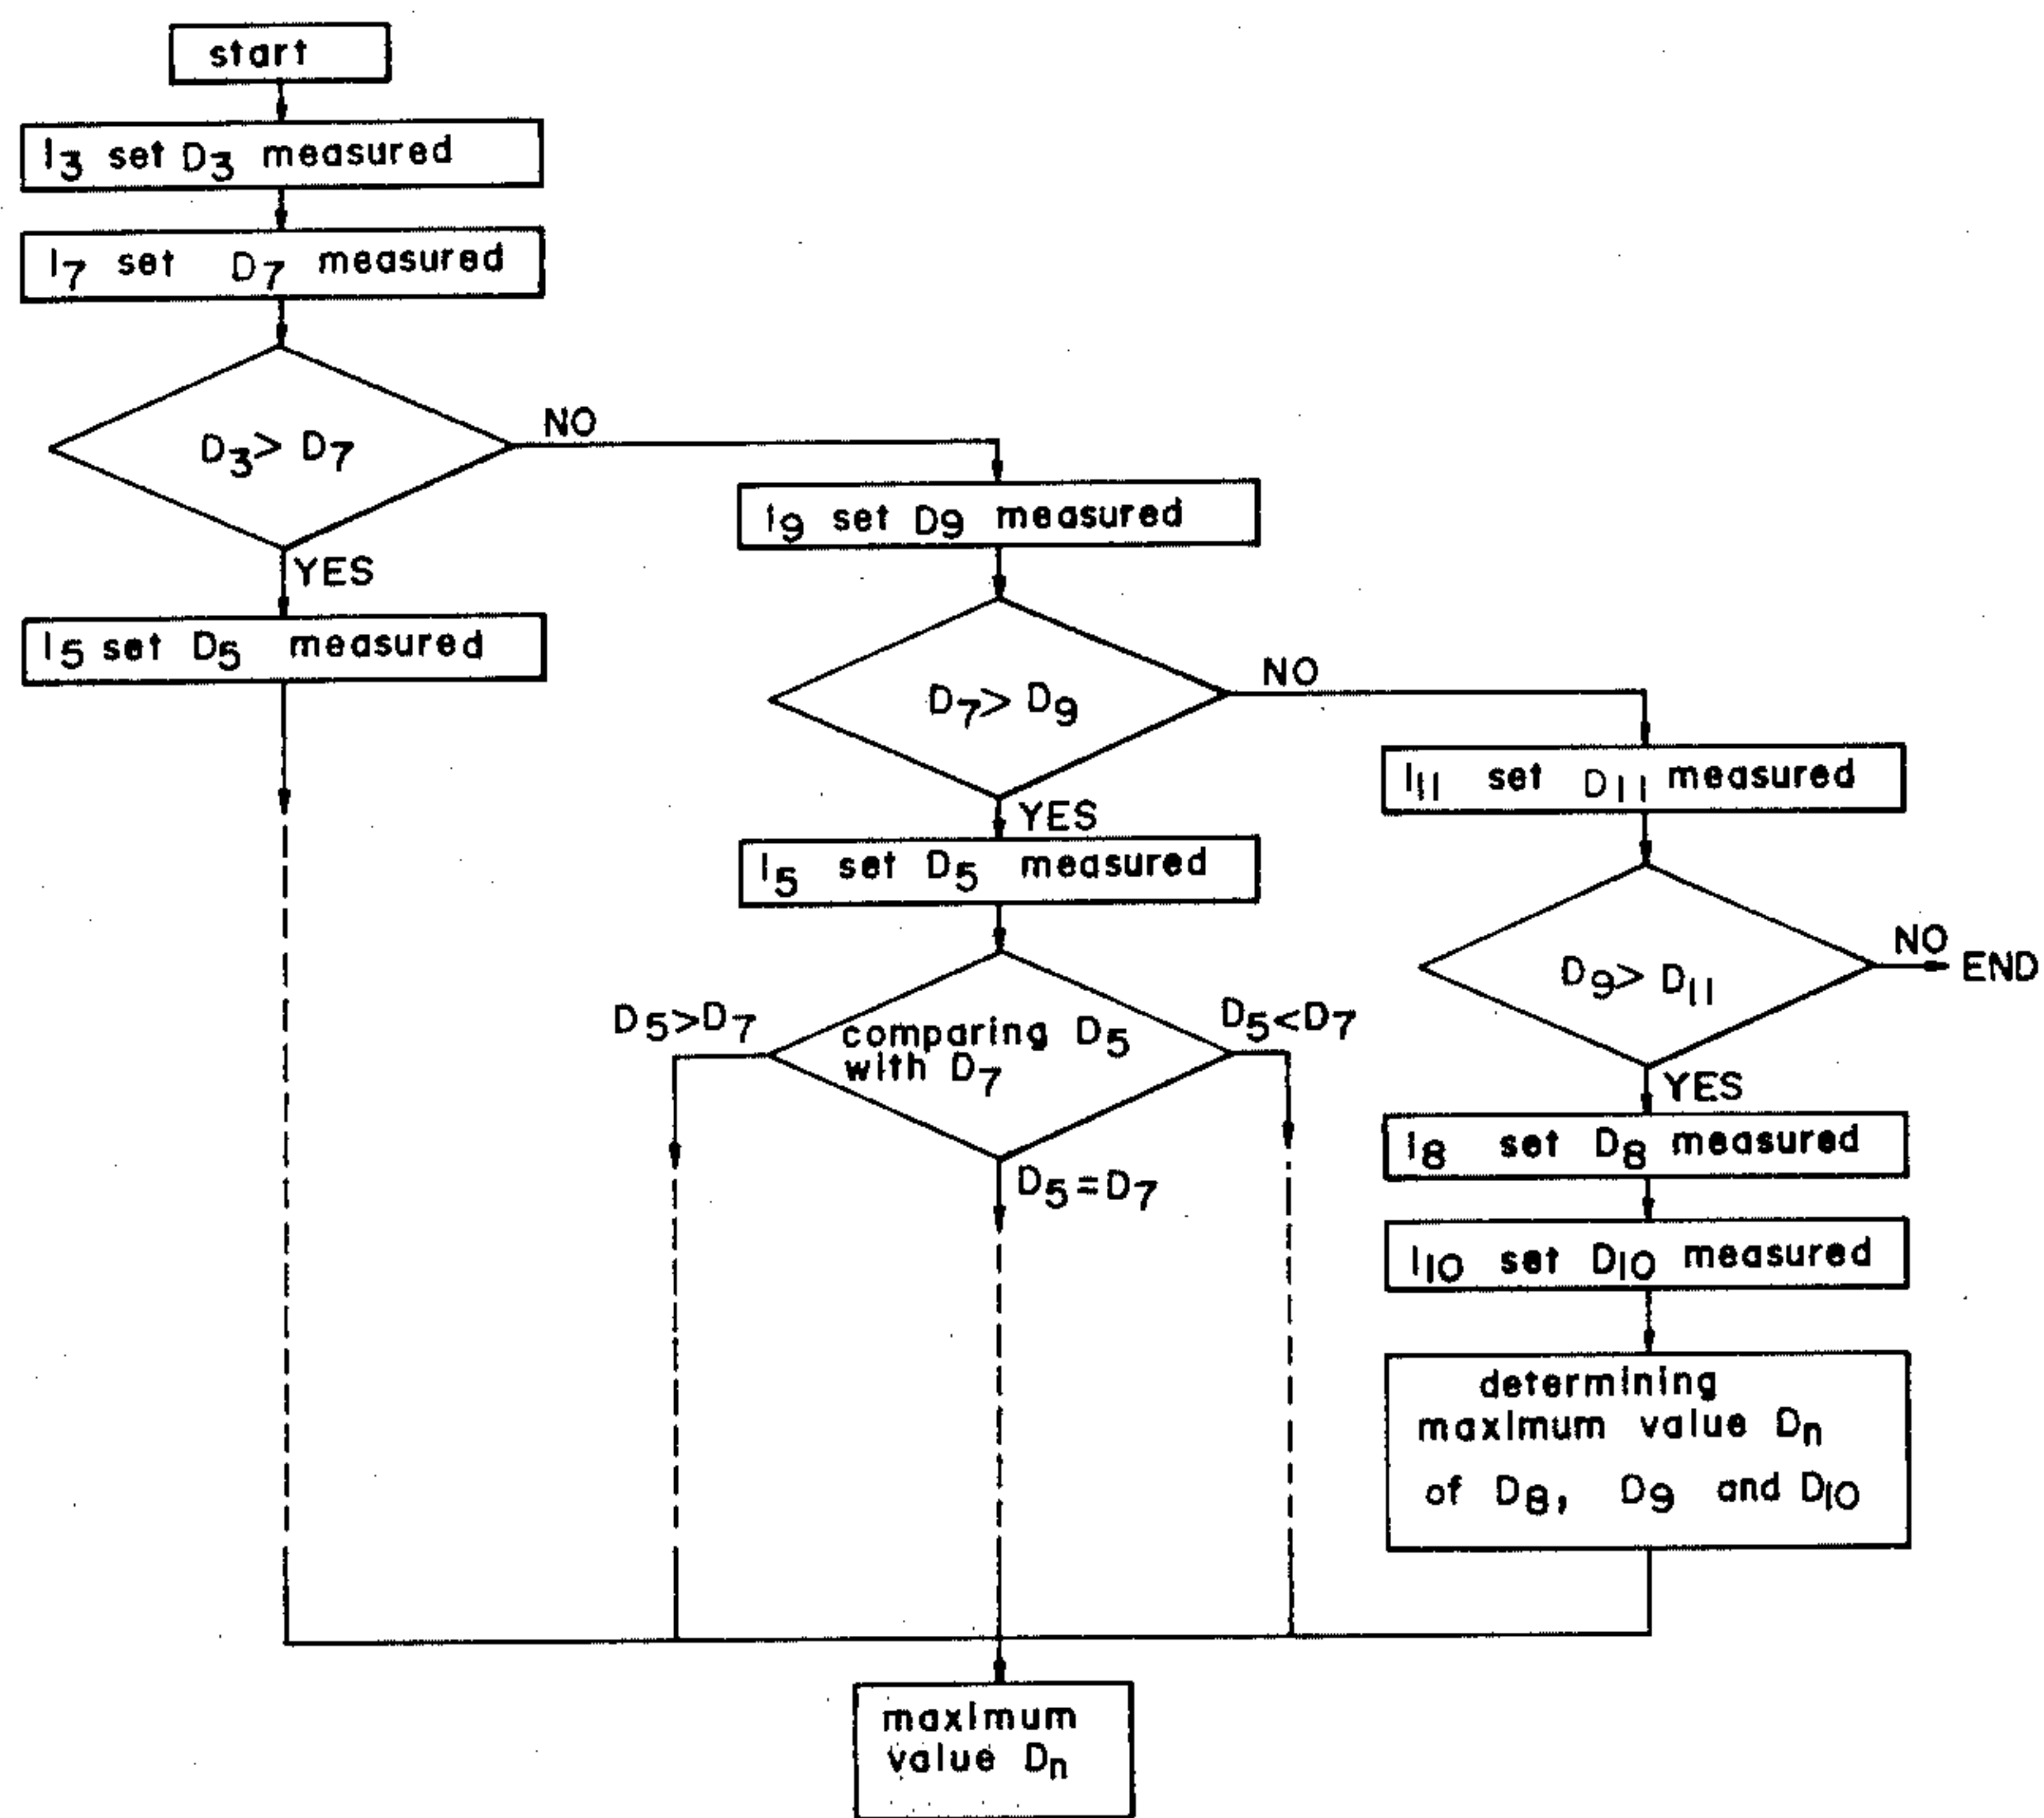 start
I3 set D3 measured
I7 set D7 measured
D3> D7
NO
YES
I5 set D5 measured
I9 set D9 measured
D7> D9
NO
YES
I5 set D5 measured
comparing D5
with D7
D5>D7
D5<D7
D5=D7
I11 set D11 measured
D9> D11
NO
END
YES
I8 set D8 measured
I10 set D10 measured
determining
maximum value Dn
of D8, D9 and D10
maximum
value Dn